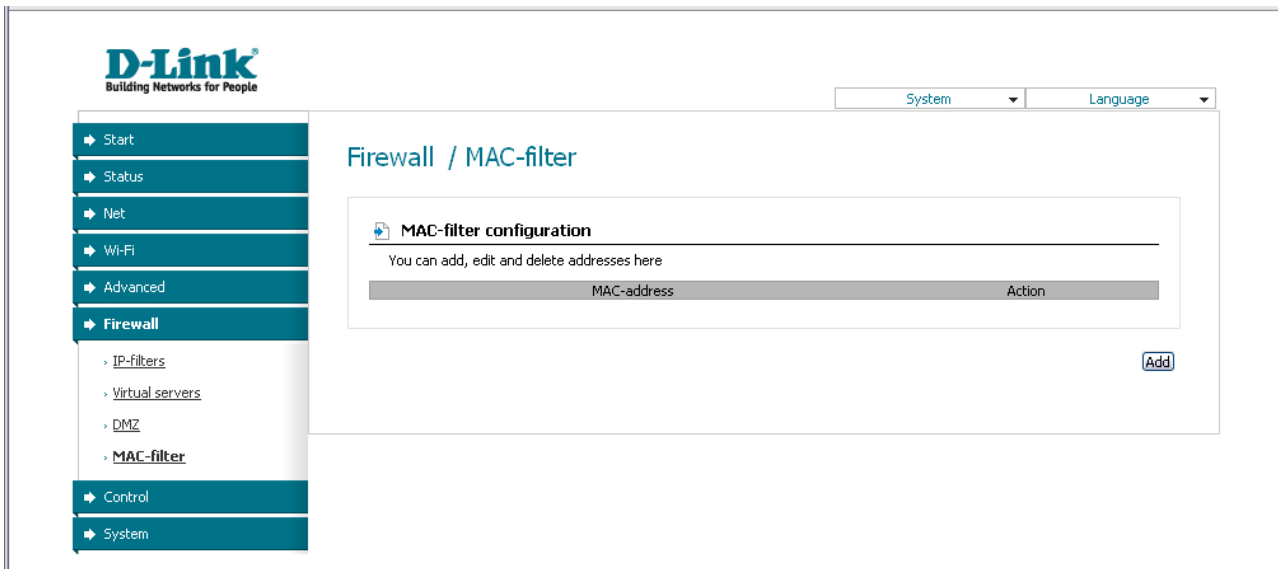 D-Link®
Building Networks for People
System Language
Start
Status
Net
Wi-Fi
Advanced
Firewall
IP-filters
Virtual servers
DMZ
MAC-filter
Control
System
Firewall / MAC-filter
MAC-filter configuration
You can add, edit and delete addresses here
MAC-address Action
Add